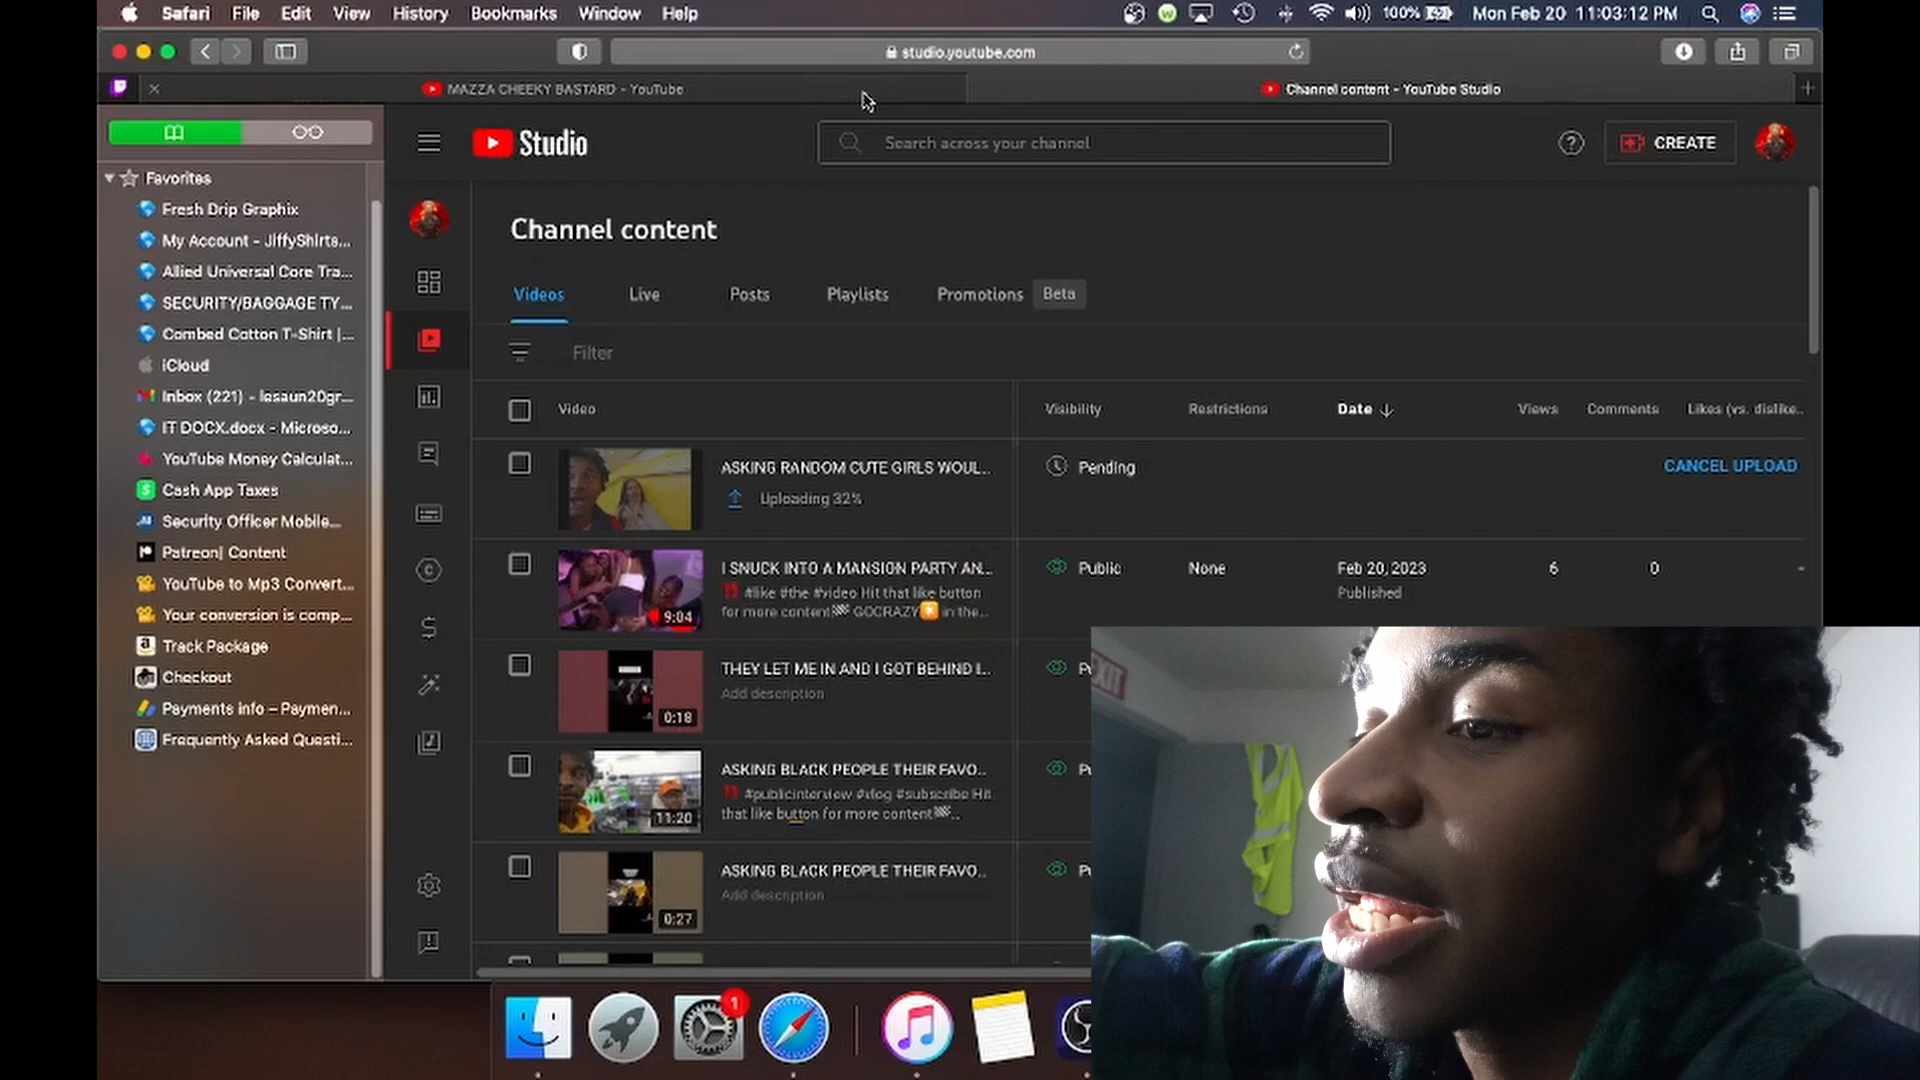 Safari File Edit View History Bookmarks Window Help 100% Mon Feb 20 11:03:12 PM
studio.youtube.com
MAZZA CHEEKY BASTARD - YouTube
Channel content - YouTube Studio
Studio
Search across your channel
CREATE
Favorites
Fresh Drip Graphix
My Account - JiffyShirts...
Allied Universal Core Tra...
SECURITY/BAGGAGE TY...
Combed Cotton T-Shirt |...
iCloud
Inbox (221) - lesaun20gr...
IT DOCX.docx - Microso...
YouTube Money Calculat...
Cash App Taxes
Security Officer Mobile...
Patreon| Content
YouTube to Mp3 Convert...
Your conversion is comp...
Track Package
Checkout
Payments info – Paymen...
Frequently Asked Questi...
Channel content
Videos Live Posts Playlists Promotions Beta
Filter
Video Visibility Restrictions Date Views Comments Likes (vs. dislike..
ASKING RANDOM CUTE GIRLS WOUL..
Uploading 32%
Pending
CANCEL UPLOAD
I SNUCK INTO A MANSION PARTY AN...
#like #the #video Hit that like button
for more content🏁 GOCRAZY in the...
9:04
Public None Feb 20, 2023 6 0 -
Published
THEY LET ME IN AND I GOT BEHIND I...
Add description
0:18
ASKING BLACK PEOPLE THEIR FAVO..
#publicinterview #vlog #subscribe Hit
that like button for more content🏁..
11:20
ASKING BLACK PEOPLE THEIR FAVO..
Add description
0:27
1